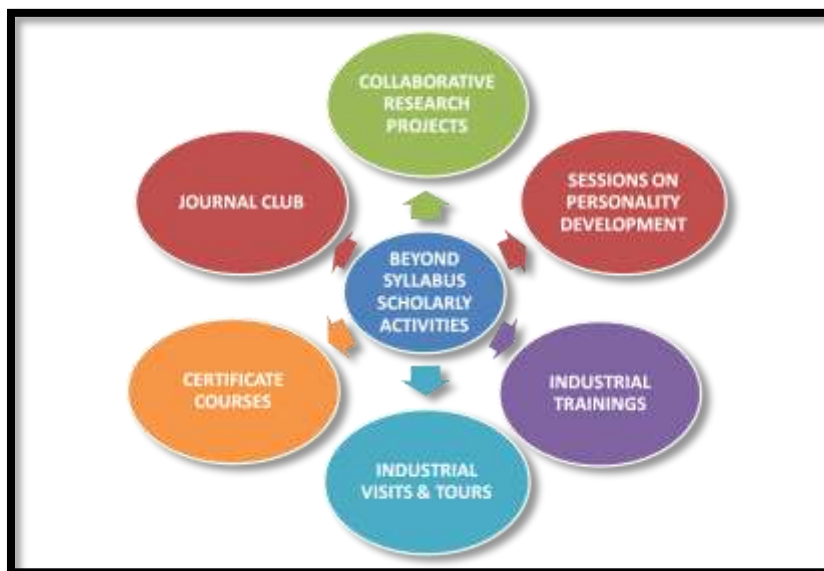 COLLABORATIVE
RESEARCH
PROJECTS
SESSIONS ON
PERSONALITY
DEVELOPMENT
JOURNAL CLUB
BEYOND
SYLLABUS
SCHOLARLY
ACTIVITIES
CERTIFICATE
COURSES
INDUSTRIAL
TRAININGS
INDUSTRIAL
VISITS & TOURS